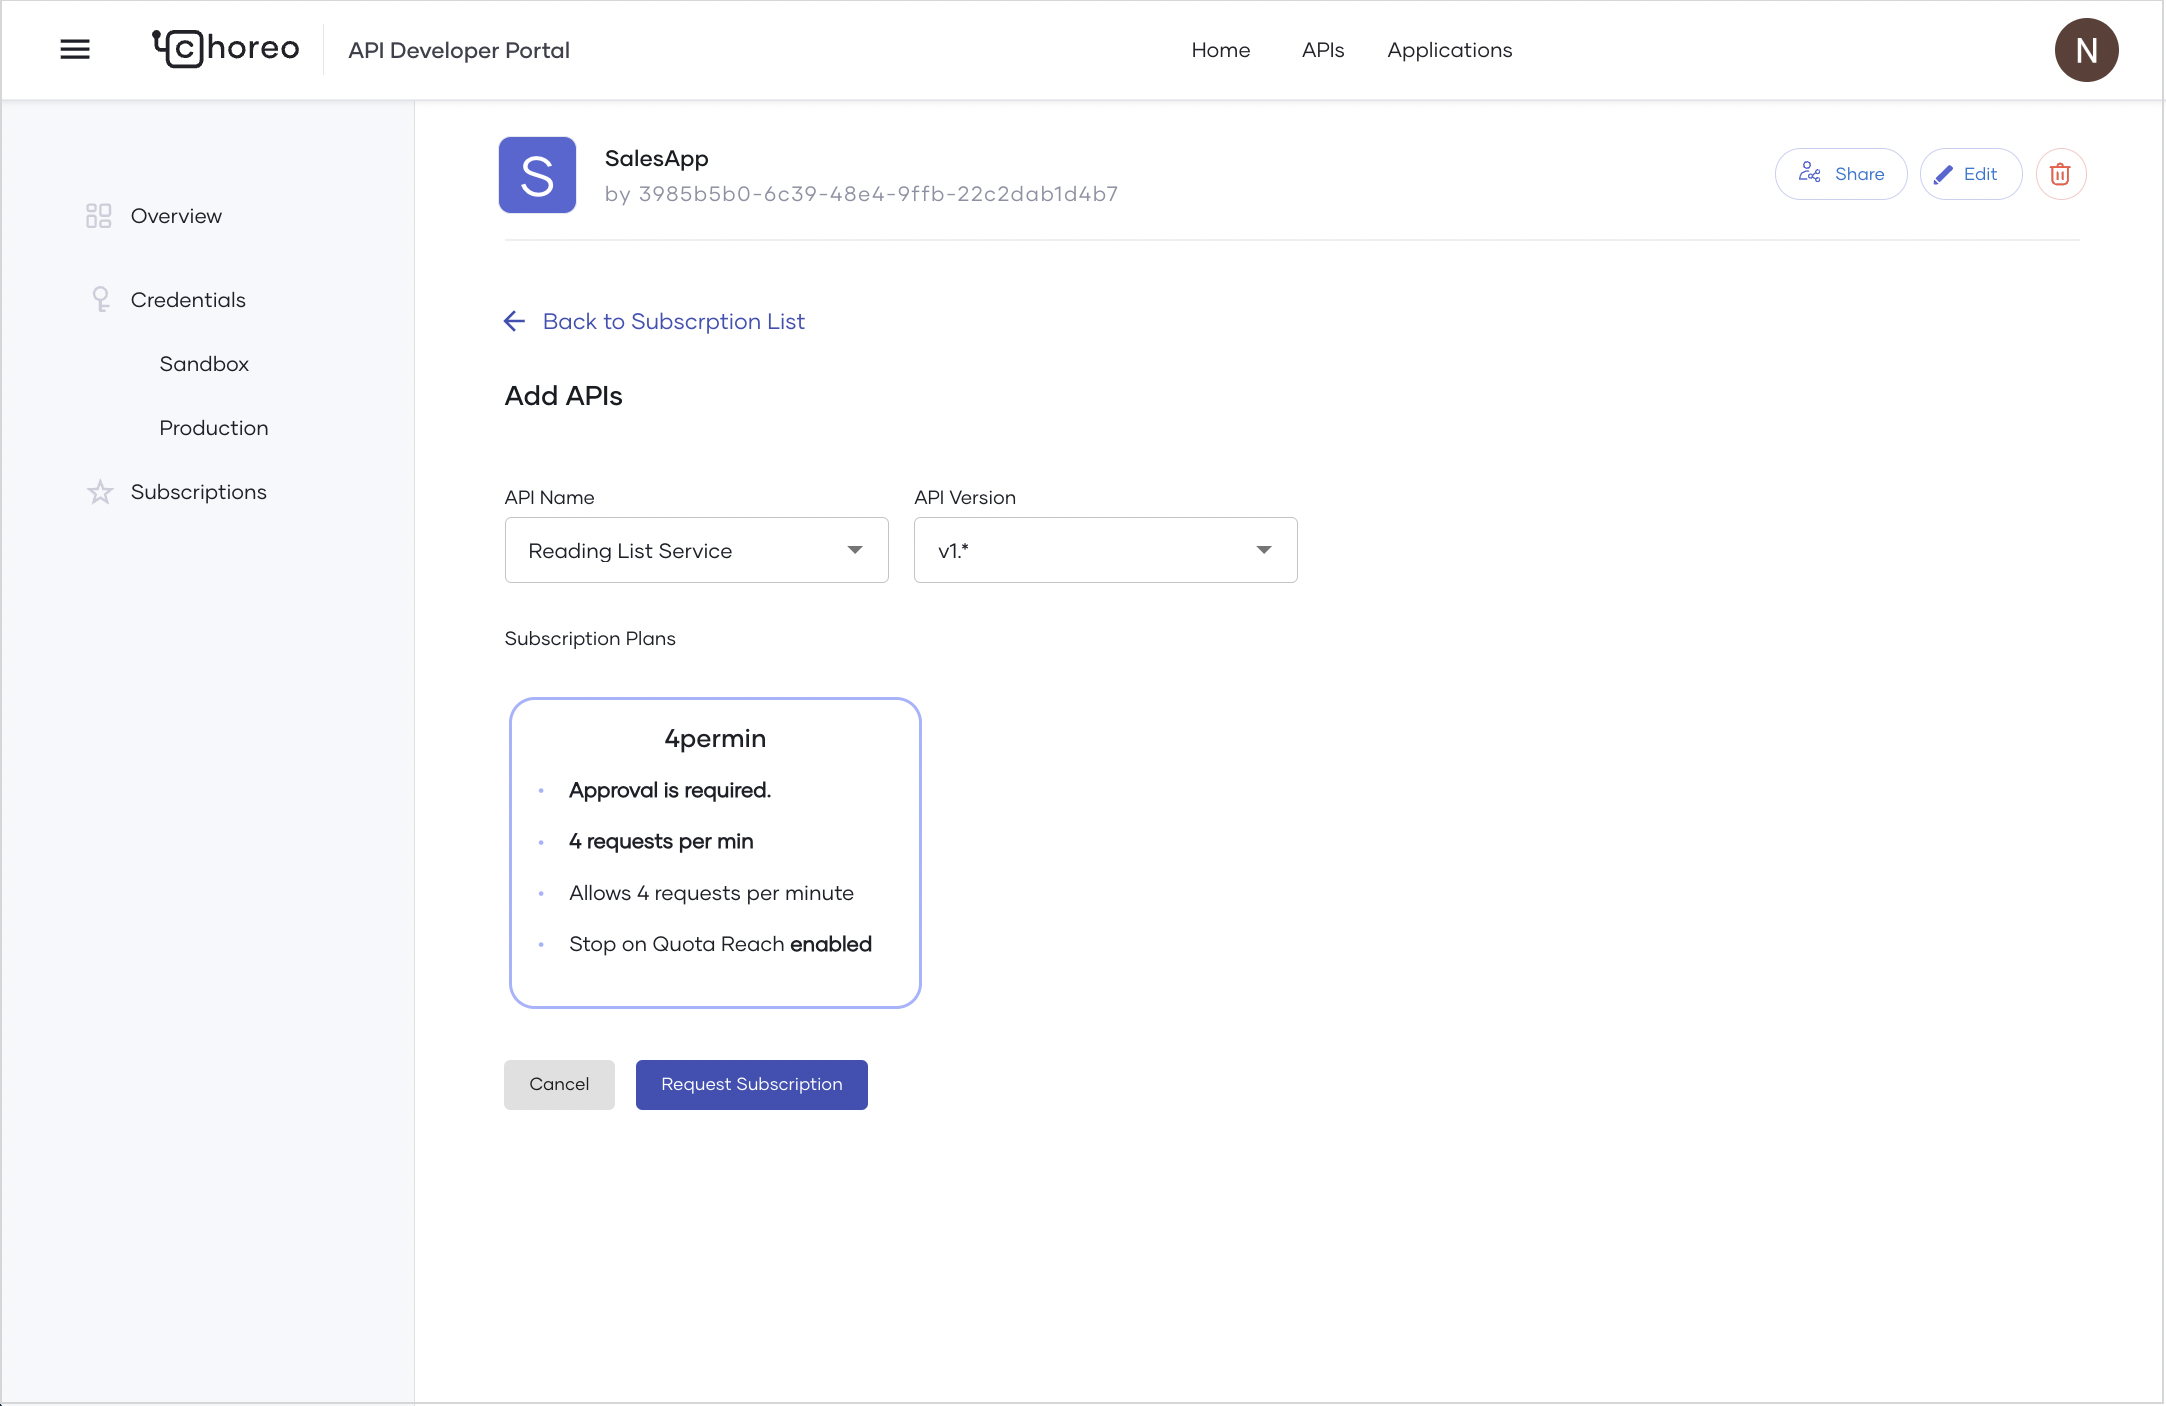 choreo
API Developer Portal
Home
APIs
Applications
N
S
SalesApp
by 3985b5b0-6c39-48e4-9ffb-22c2dab1d4b7
Share
Edit
Overview
Credentials
Sandbox
Production
Subscriptions
Back to Subscrption List
Add APIs
API Name
API Version
Reading List Service
v1.*
Subscription Plans
4permin
• Approval is required.
• 4 requests per min
• Allows 4 requests per minute
• Stop on Quota Reach enabled
Cancel
Request Subscription